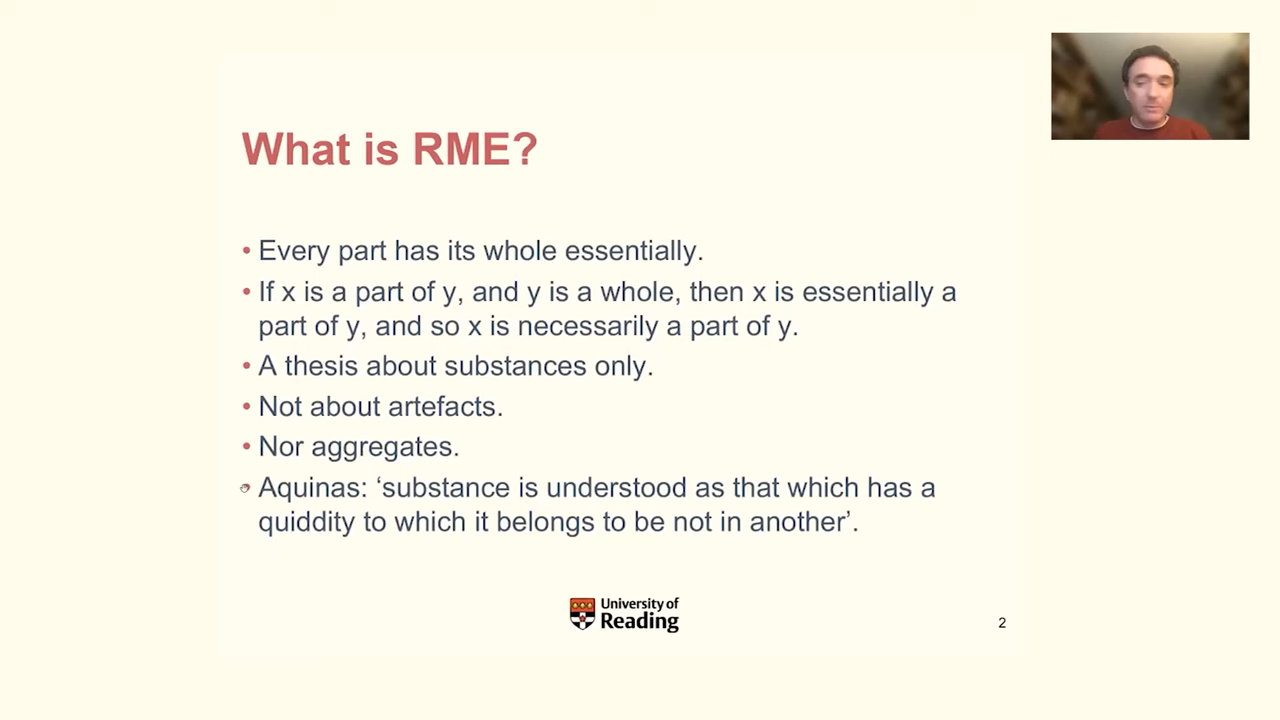 What is RME?
• Every part has its whole essentially.
• If x is a part of y, and y is a whole, then x is essentially a
part of y, and so x is necessarily a part of y.
• A thesis about substances only.
• Not about artefacts.
• Nor aggregates.
Aquinas: ‘substance is understood as that which has a
quiddity to which it belongs to be not in another’.
University of
Reading
2